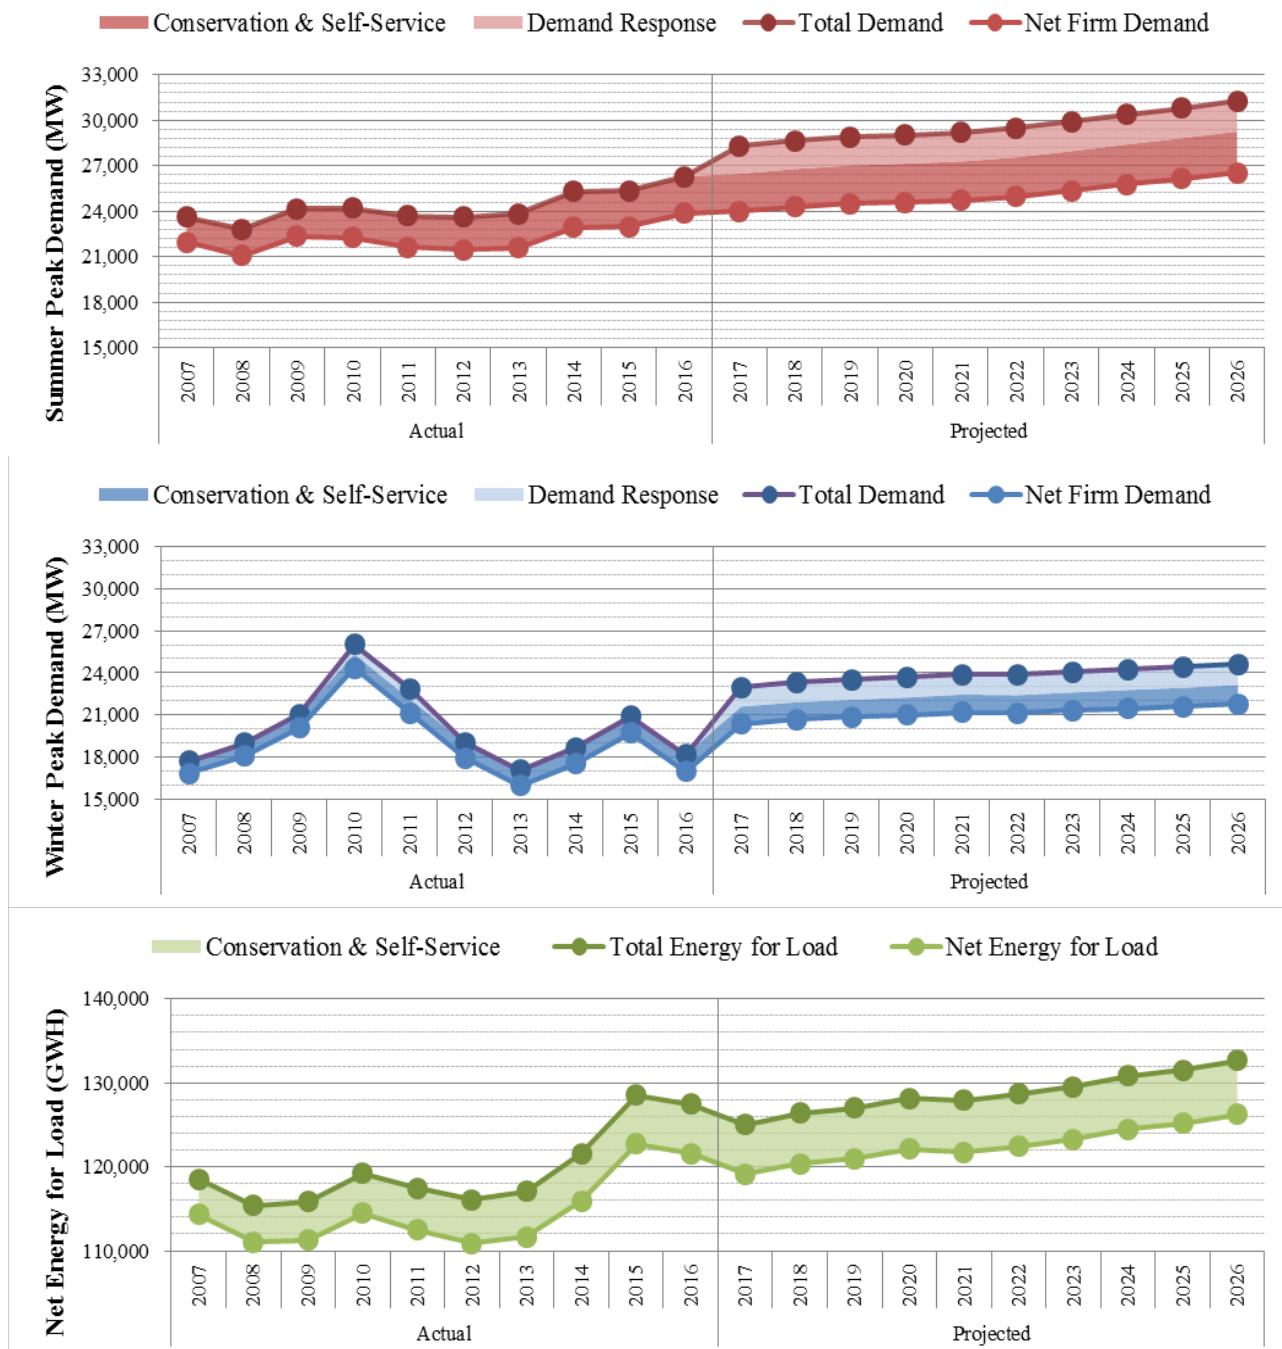 Conservation & Self-Service Demand Response Total Demand Net Firm Demand
Summer Peak Demand (MW)
33,000
30,000
27,000
24,000
21,000
18,000
15,000
2007 2008 2009 2010 2011 2012 2013 2014 2015 2016 2017 2018 2019 2020 2021 2022 2023 2024 2025 2026
Actual Projected
Conservation & Self-Service Demand Response Total Demand Net Firm Demand
Winter Peak Demand (MW)
33,000
30,000
27,000
24,000
21,000
18,000
15,000
2007 2008 2009 2010 2011 2012 2013 2014 2015 2016 2017 2018 2019 2020 2021 2022 2023 2024 2025 2026
Actual Projected
Conservation & Self-Service Total Energy for Load Net Energy for Load
Net Energy for Load (GWH)
140,000
130,000
120,000
110,000
2007 2008 2009 2010 2011 2012 2013 2014 2015 2016 2017 2018 2019 2020 2021 2022 2023 2024 2025 2026
Actual Projected